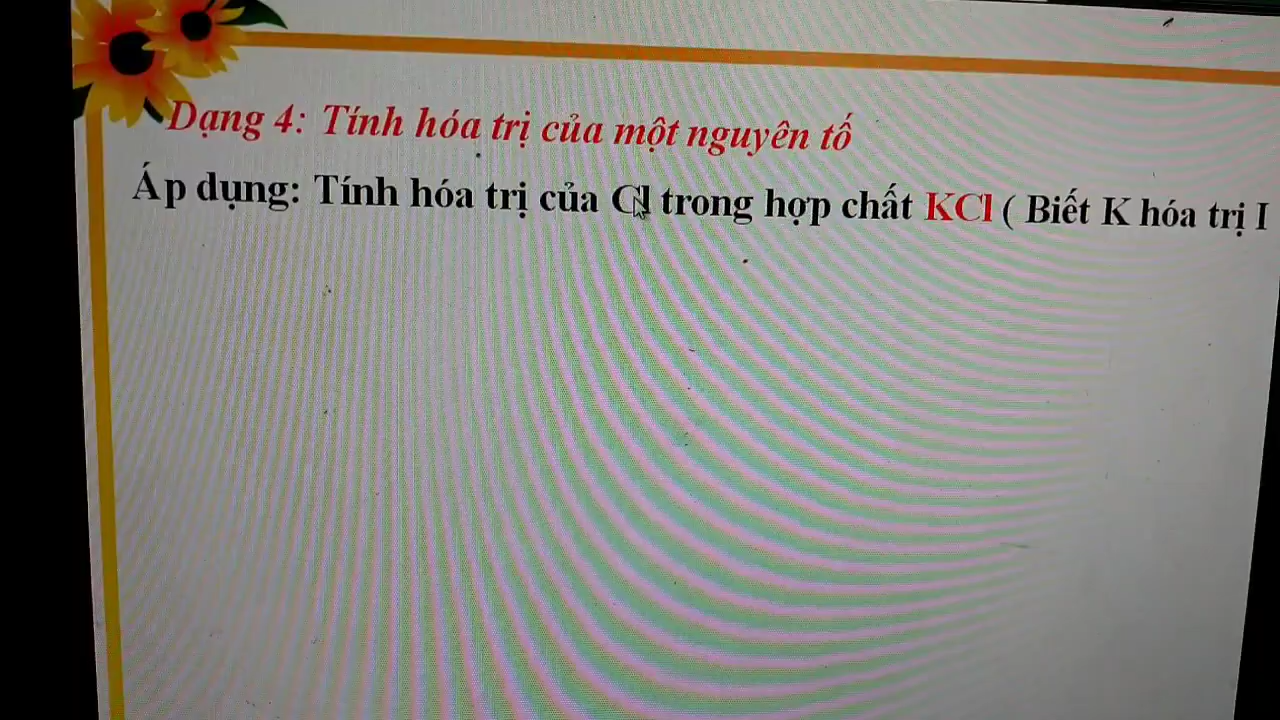 Dạng 4: Tính hóa trị của một nguyên tố
Áp dụng: Tính hóa trị của Cl trong hợp chất KCl ( Biết K hóa trị I